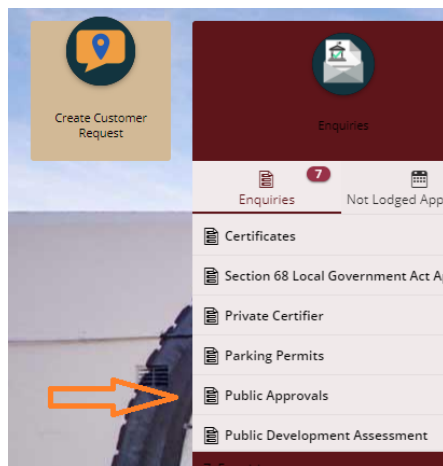 Create Customer
Request
Enquiries
7
Enquiries
Not Lodged App
Certificates
Section 68 Local Government Act A
Private Certifier
Parking Permits
Public Approvals
Public Development Assessment